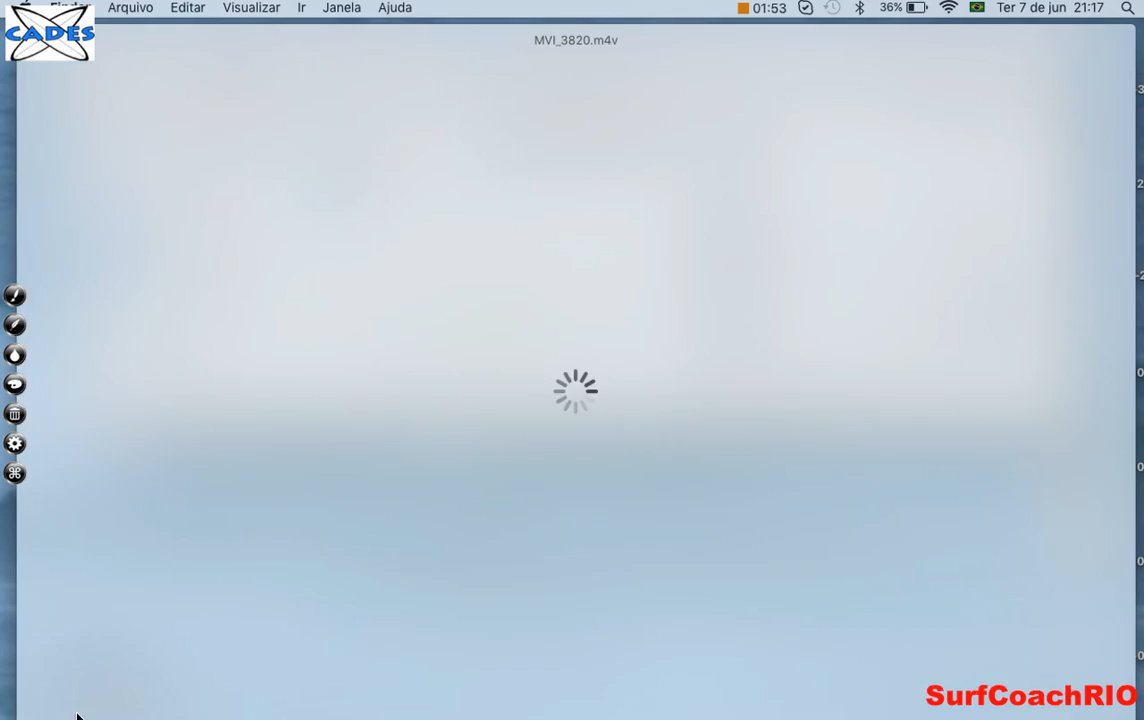 Finder Arquivo Editar Visualizar Ir Janela Ajuda 01:53 36% Ter 7 de jun 21:17
CADES
MVI_3820.m4v
SurfCoachRIO